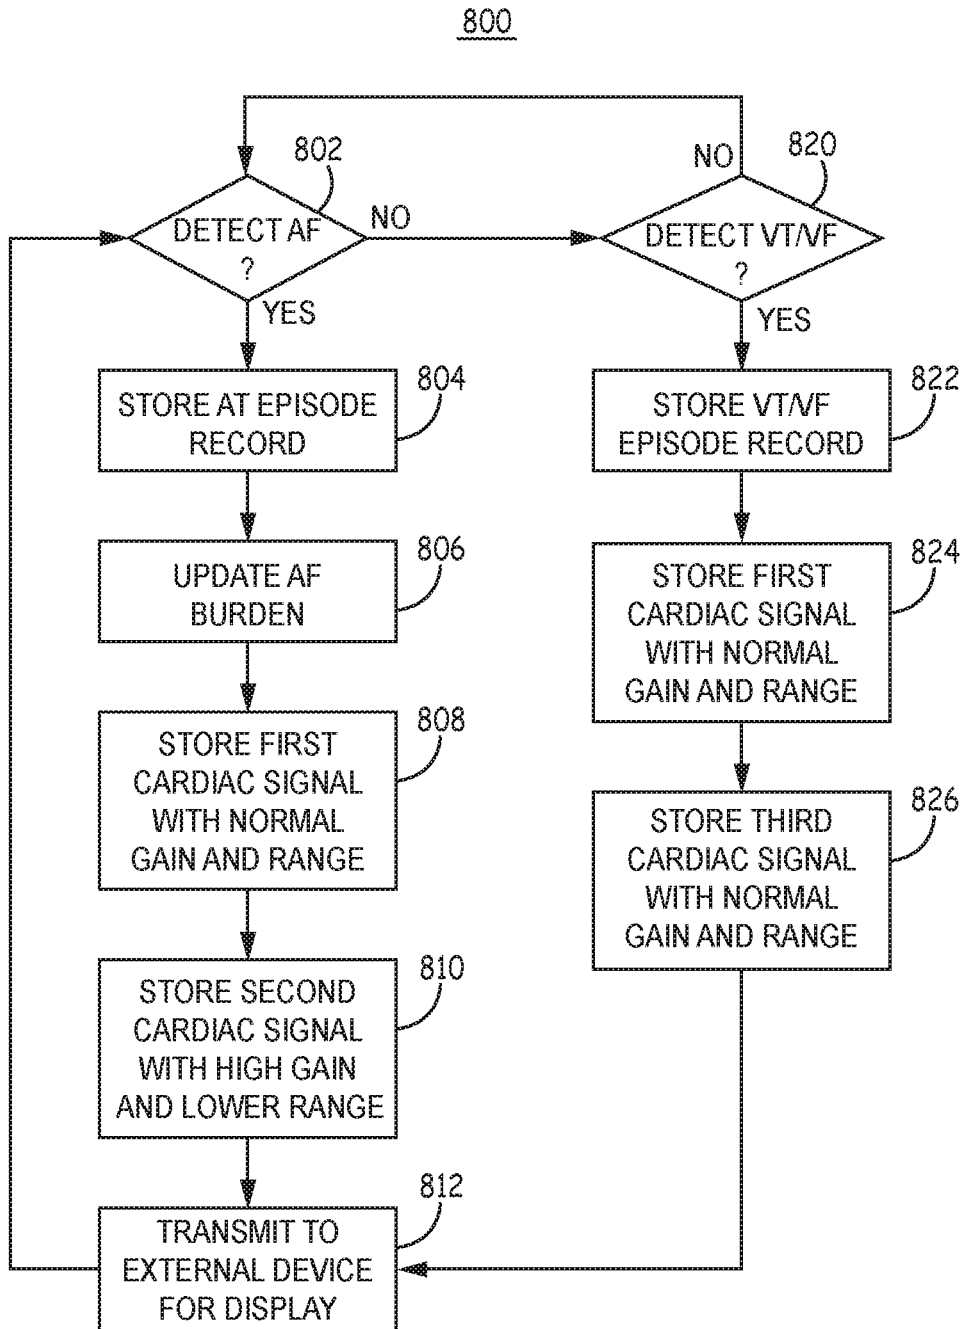 800
802
DETECT AF
?
NO
YES
820
DETECT VT/VF
?
NO
YES
804
STORE AT EPISODE
RECORD
806
UPDATE AF
BURDEN
808
STORE FIRST
CARDIAC SIGNAL
WITH NORMAL
GAIN AND RANGE
810
STORE SECOND
CARDIAC SIGNAL
WITH HIGH GAIN
AND LOWER RANGE
812
TRANSMIT TO
EXTERNAL DEVICE
FOR DISPLAY
822
STORE VT/VF
EPISODE RECORD
824
STORE FIRST
CARDIAC SIGNAL
WITH NORMAL
GAIN AND RANGE
826
STORE THIRD
CARDIAC SIGNAL
WITH NORMAL
GAIN AND RANGE